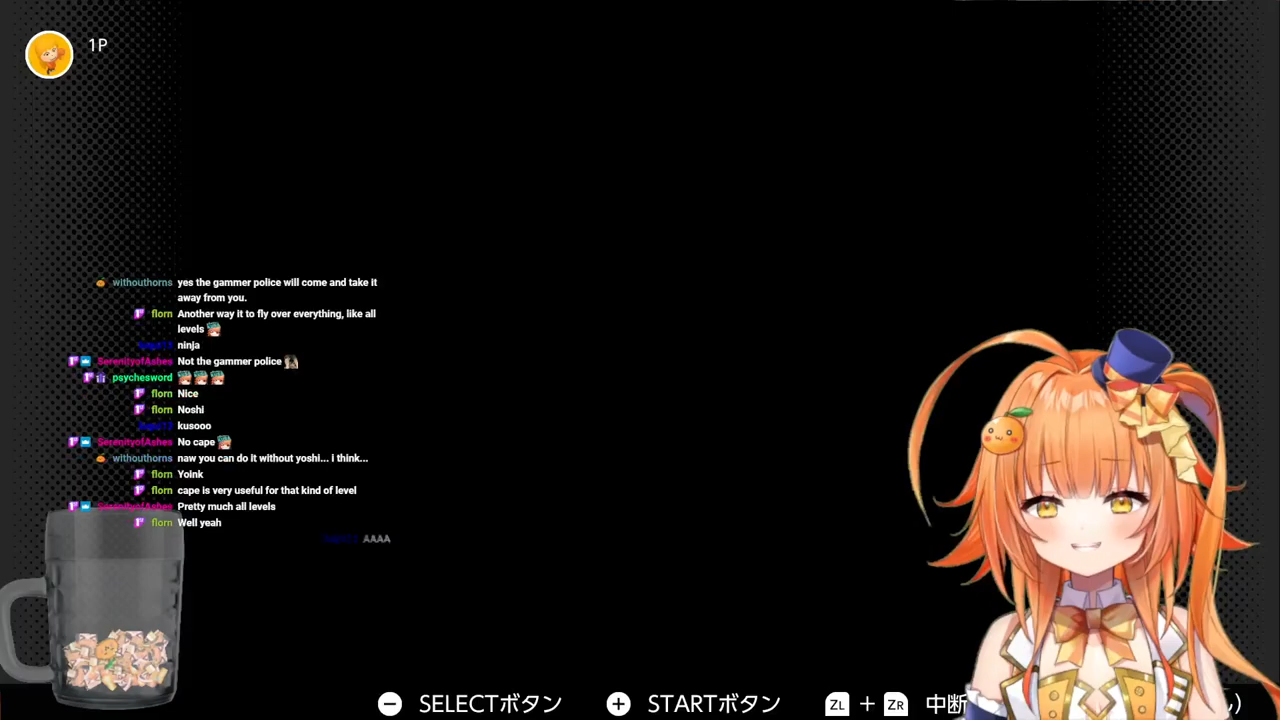 1P
withouthorns yes the gammer police will come and take it
away from you.
florn Another way it to fly over everything, like all
levels
ninja
SerenityofAshes Not the gammer police
psychesword
florn Nice
florn Noshi
kusooo
SerenityofAshes No cape
withouthorns naw you can do it without yoshi... i think...
florn Yoink
florn cape is very useful for that kind of level
SerenityofAshes Pretty much all levels
florn Well yeah
AAAA
− SELECTボタン + STARTボタン ZL + ZR 中断